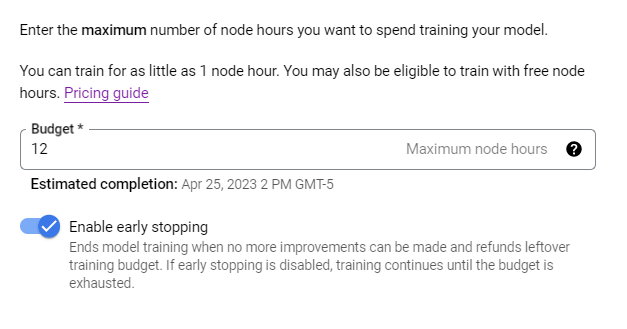 Enter the maximum number of node hours you want to spend training your model.
You can train for as little as 1 node hour. You may also be eligible to train with free node
hours. Pricing guide
Budget *
12 Maximum node hours ?
Estimated completion: Apr 25, 2023 2 PM GMT-5
Enable early stopping
Ends model training when no more improvements can be made and refunds leftover
training budget. If early stopping is disabled, training continues until the budget is
exhausted.